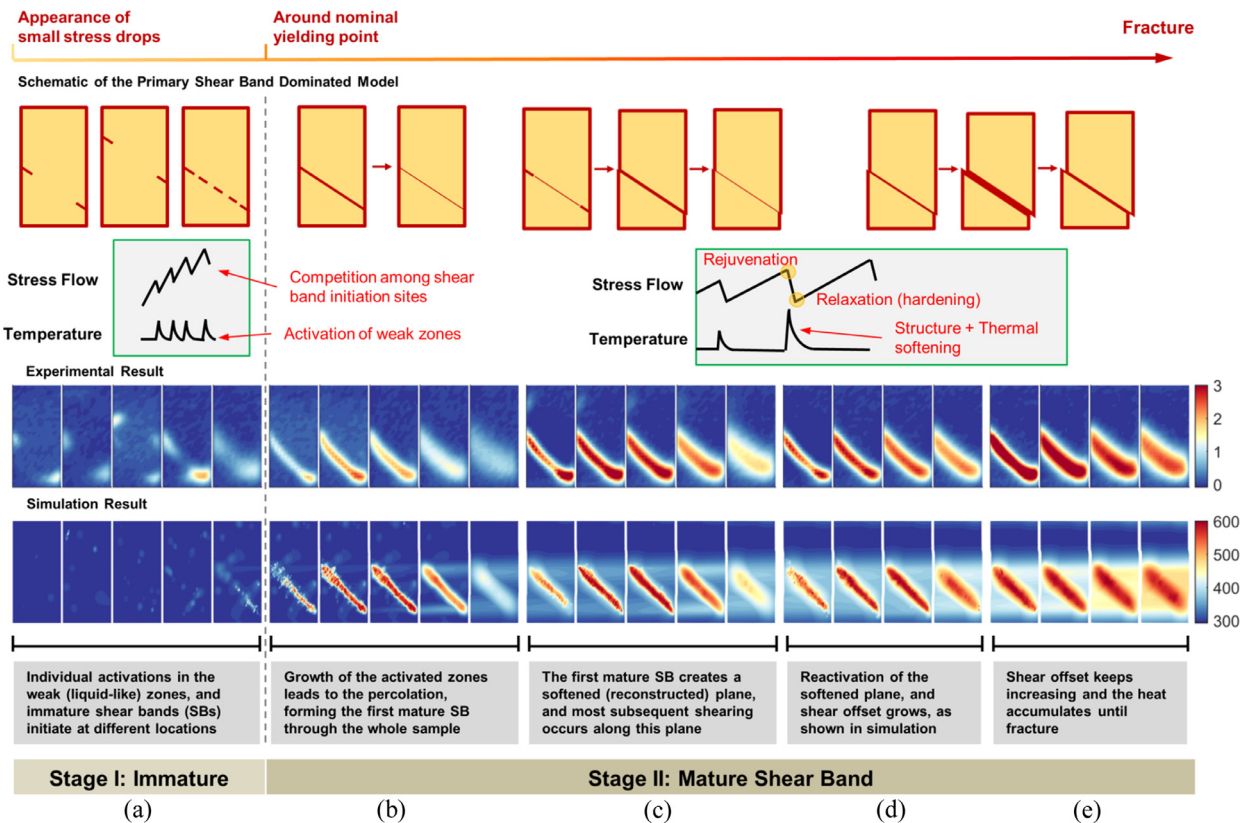 Appearance of
small stress drops
Around nominal
yielding point
Fracture
Schematic of the Primary Shear Band Dominated Model
Stress Flow
Temperature
Competition among shear
band initiation sites
Activation of weak zones
Stress Flow
Temperature
Rejuvenation
Relaxation (hardening)
Structure + Thermal
softening
Experimental Result
3
2
1
0
Simulation Result
600
500
400
300
Individual activations in the
weak (liquid-like) zones, and
immature shear bands (SBs)
initiate at different locations
Growth of the activated zones
leads to the percolation,
forming the first mature SB
through the whole sample
The first mature SB creates a
softened (reconstructed) plane,
and most subsequent shearing
occurs along this plane
Reactivation of the
softened plane, and
shear offset grows, as
shown in simulation
Shear offset keeps
increasing and the heat
accumulates until
fracture
Stage I: Immature
Stage II: Mature Shear Band
(a)
(b)
(c)
(d)
(e)